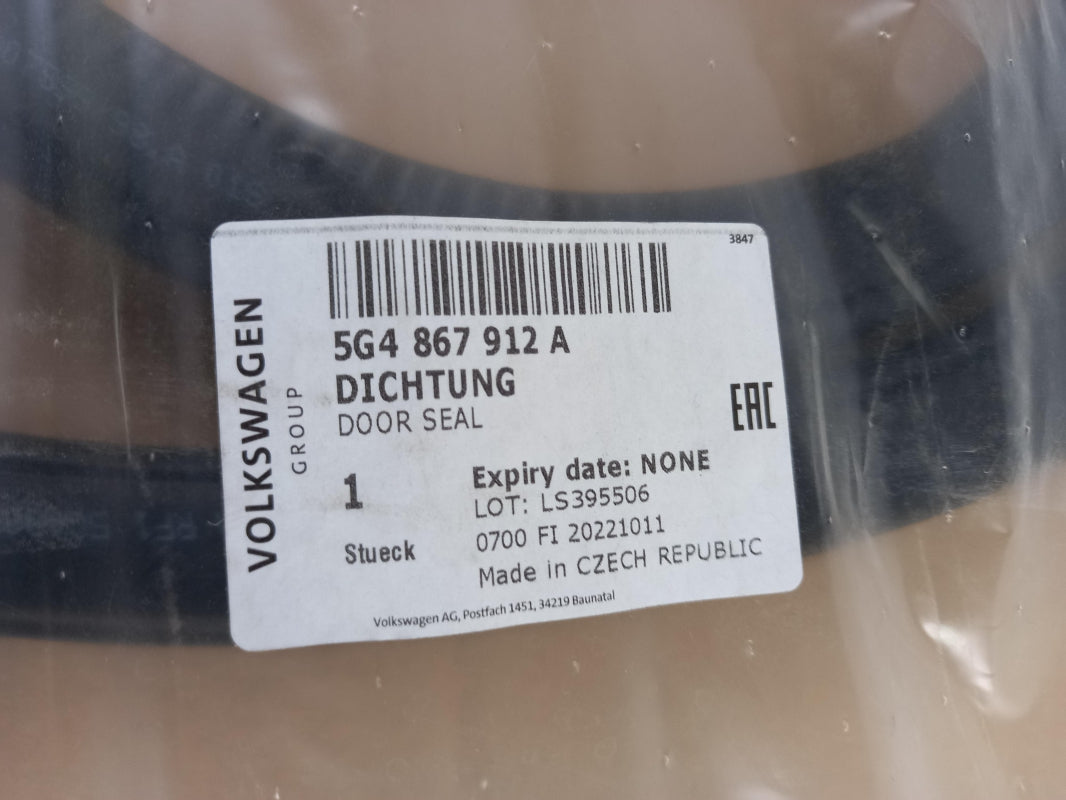 3847
5G4 867 912 A
DICHTUNG
DOOR SEAL
EAC
VOLKSWAGEN
GROUP
1
Stueck
Expiry date: NONE
LOT: LS395506
0700 FI 20221011
Made in CZECH REPUBLIC
Volkswagen AG, Postfach 1451, 34219 Baunatal